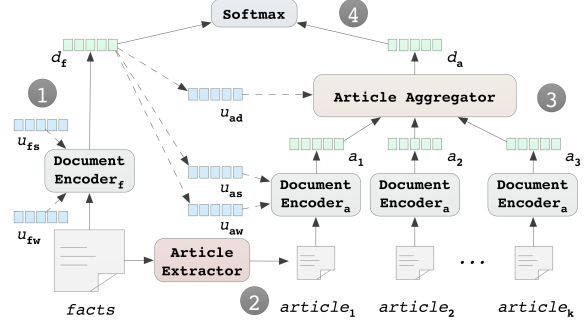 Softmax
4
d_f
d_a
1
u_ad
Article Aggregator
3
u_fs
a_1
a_2
a_3
Document
Encoder_f
u_as
Document
Encoder_a
Document
Encoder_a
Document
Encoder_a
u_fw
u_aw
Article
Extractor
...
2
facts
article_1
article_2
article_k